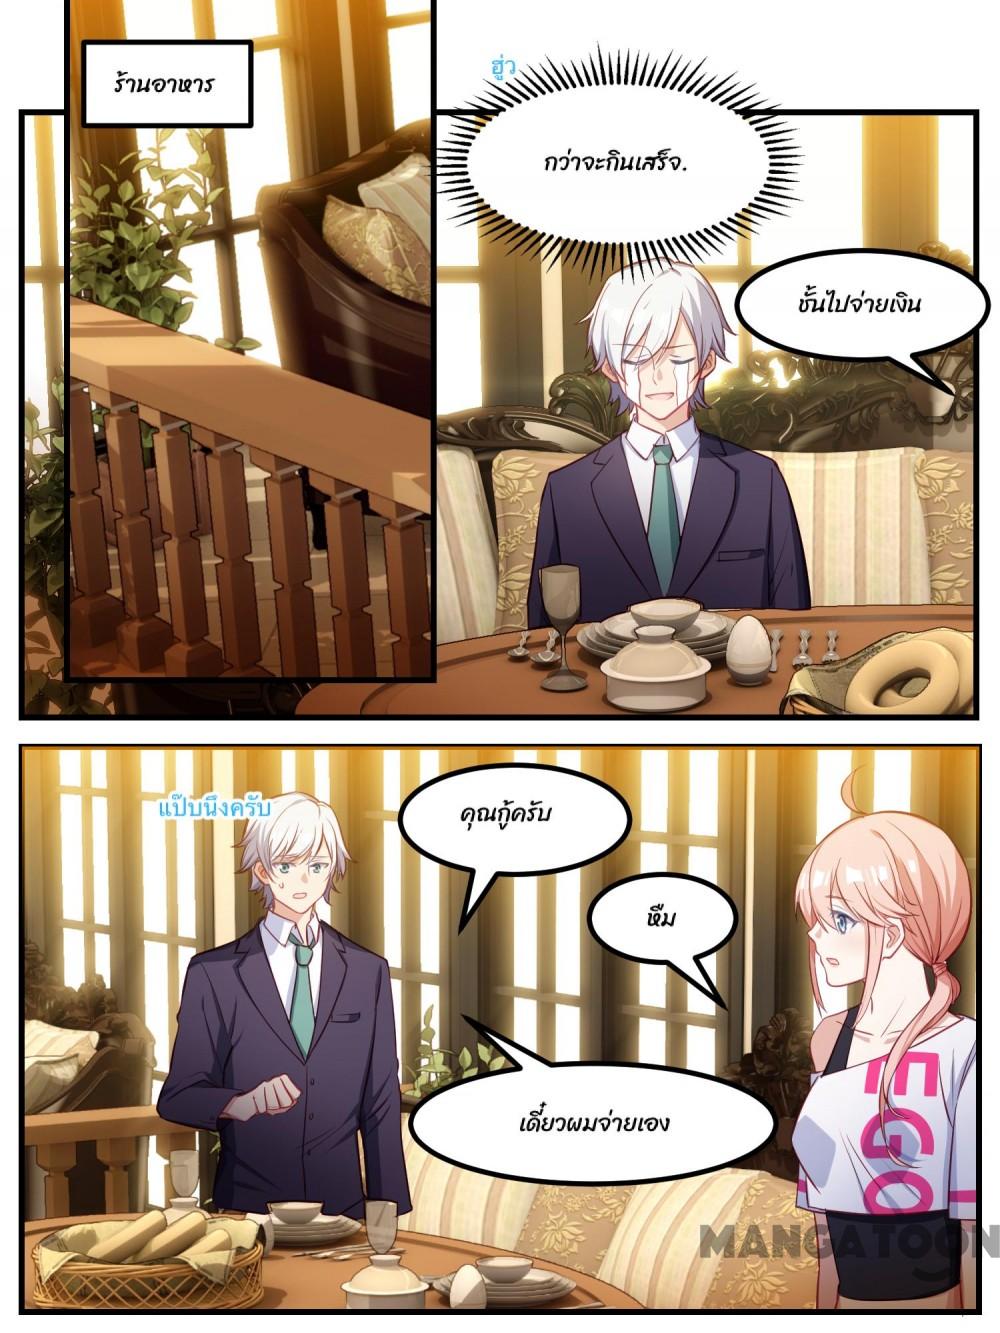 ร้านอาหาร
ฮู่ว
กว่าจะกินเสร็จ.
ชั้นไปจ่ายเงิน
แป๊บนึงครับ
คุณกู้ครับ
หืม
เดี๋ยวผมจ่ายเอง
EGO
MANGATOON